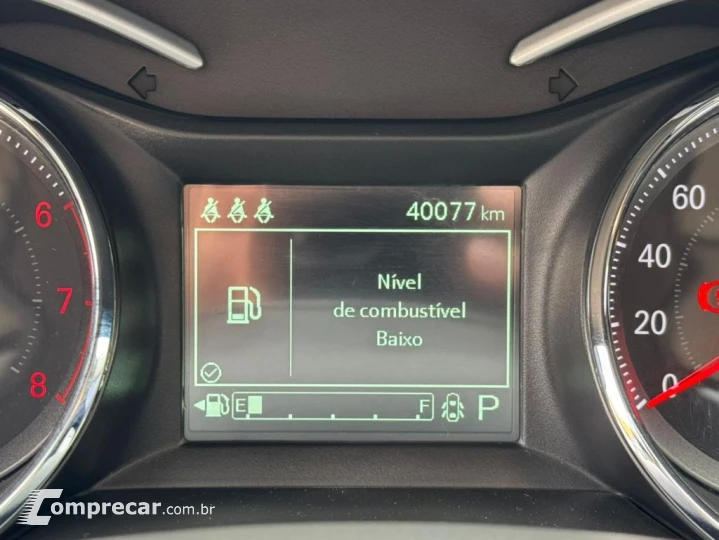 40077 km
6
7
8
Nível
de combustível
Baixo
60
40
20
0
E F P
Comprecar.com.br